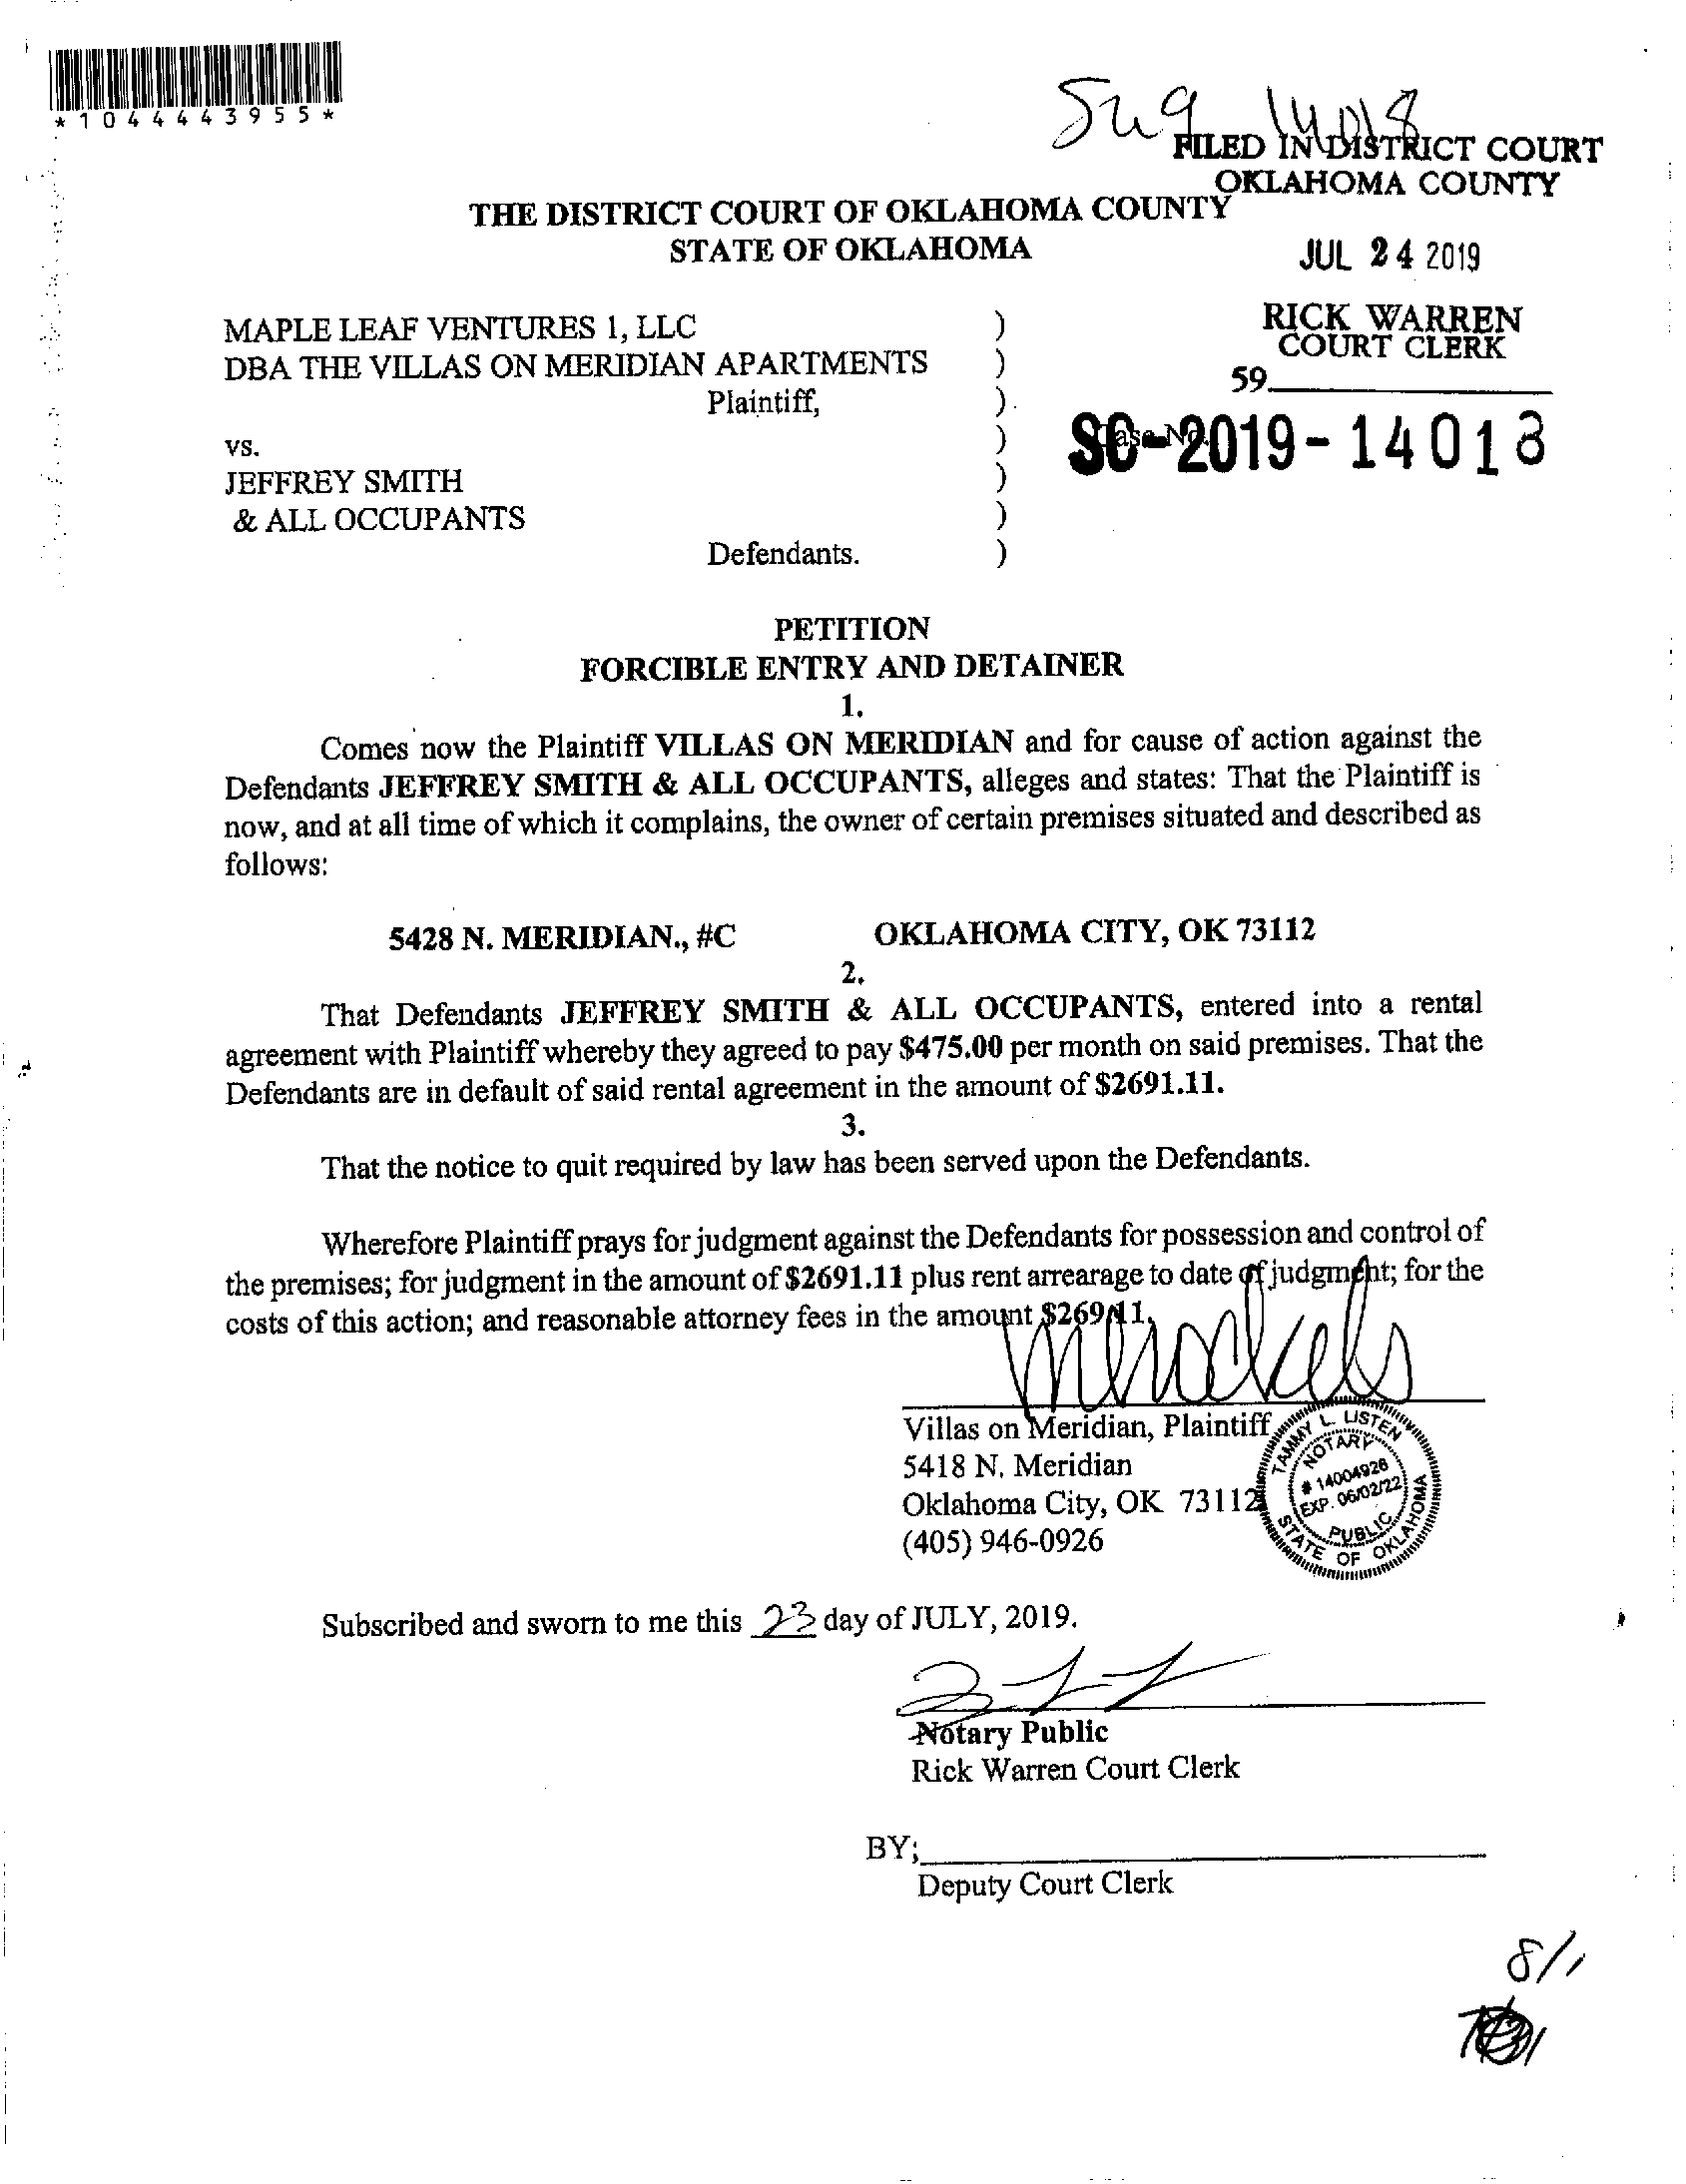 *1044443955*
14018
FILED IN DISTRICT COURT
OKLAHOMA COUNTY
THE DISTRICT COURT OF OKLAHOMA COUNTY
STATE OF OKLAHOMA
JUL 24 2019
RICK WARREN
COURT CLERK
59
MAPLE LEAF VENTURES 1, LLC )
DBA THE VILLAS ON MERIDIAN APARTMENTS )
Plaintiff, )
) Case No.
SC-2019-14018
vs.
JEFFREY SMITH )
& ALL OCCUPANTS )
Defendants. )
PETITION
FORCIBLE ENTRY AND DETAINER
1.
Comes now the Plaintiff VILLAS ON MERIDIAN and for cause of action against the
Defendants JEFFREY SMITH & ALL OCCUPANTS, alleges and states: That the Plaintiff is
now, and at all time of which it complains, the owner of certain premises situated and described as
follows:
5428 N. MERIDIAN., #C OKLAHOMA CITY, OK 73112
2.
That Defendants JEFFREY SMITH & ALL OCCUPANTS, entered into a rental
agreement with Plaintiff whereby they agreed to pay $475.00 per month on said premises. That the
Defendants are in default of said rental agreement in the amount of $2691.11.
3.
That the notice to quit required by law has been served upon the Defendants.
Wherefore Plaintiff prays for judgment against the Defendants for possession and control of
the premises; for judgment in the amount of $2691.11 plus rent arrearage to date of judgment; for the
costs of this action; and reasonable attorney fees in the amount $269.11.
Villas on Meridian, Plaintiff
5418 N. Meridian
Oklahoma City, OK 73112
(405) 946-0926
TAMMY L. LISTEN
NOTARY
# 14004926
EXP. 06/02/22
PUBLIC
STATE OF OKLAHOMA
Subscribed and sworn to me this 23 day of JULY, 2019.
Notary Public
Rick Warren Court Clerk
BY;
Deputy Court Clerk
8/1